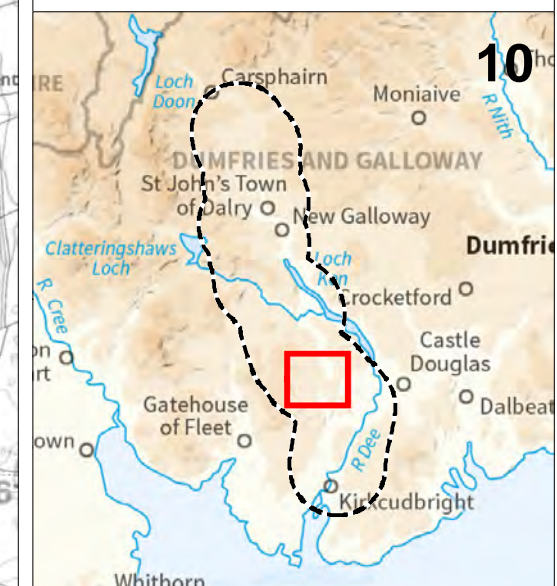 10
Carsphairn
Loch
Doon
Moniaive
R Nith
DUMFRIES AND GALLOWAY
St John's Town
of Dalry
New Galloway
Clatteringshaws
Loch
Loch
Ken
Dumfrie
Crocketford
R Cree
Castle
Douglas
Gatehouse
of Fleet
Dalbeat
own
R Dee
Kirkcudbright
Whithorn